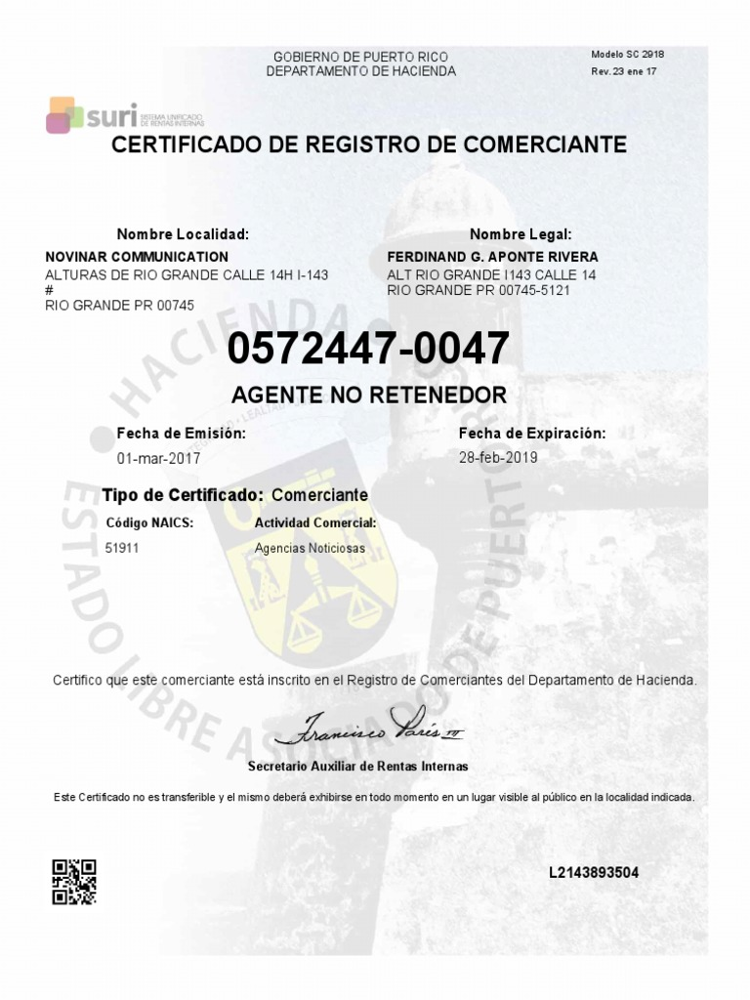 GOBIERNO DE PUERTO RICO
DEPARTAMENTO DE HACIENDA
Modelo SC 2918
Rev. 23 ene 17
suri SISTEMA UNIFICADO
DE RENTAS INTERNAS
CERTIFICADO DE REGISTRO DE COMERCIANTE
Nombre Localidad:
NOVINAR COMMUNICATION
ALTURAS DE RIO GRANDE CALLE 14H I-143
#
RIO GRANDE PR 00745
Nombre Legal:
FERDINAND G. APONTE RIVERA
ALT RIO GRANDE I143 CALLE 14
RIO GRANDE PR 00745-5121
0572447-0047
AGENTE NO RETENEDOR
Fecha de Emisión:
01-mar-2017
Fecha de Expiración:
28-feb-2019
Tipo de Certificado: Comerciante
Código NAICS: Actividad Comercial:
51911 Agencias Noticiosas
HACIENDA
ESTADO LIBRE ASOCIADO DE PUERTO
LEALTAD
Certifico que este comerciante está inscrito en el Registro de Comerciantes del Departamento de Hacienda.
Francisco Parés III
Secretario Auxiliar de Rentas Internas
Este Certificado no es transferible y el mismo deberá exhibirse en todo momento en un lugar visible al público en la localidad indicada.
L2143893504